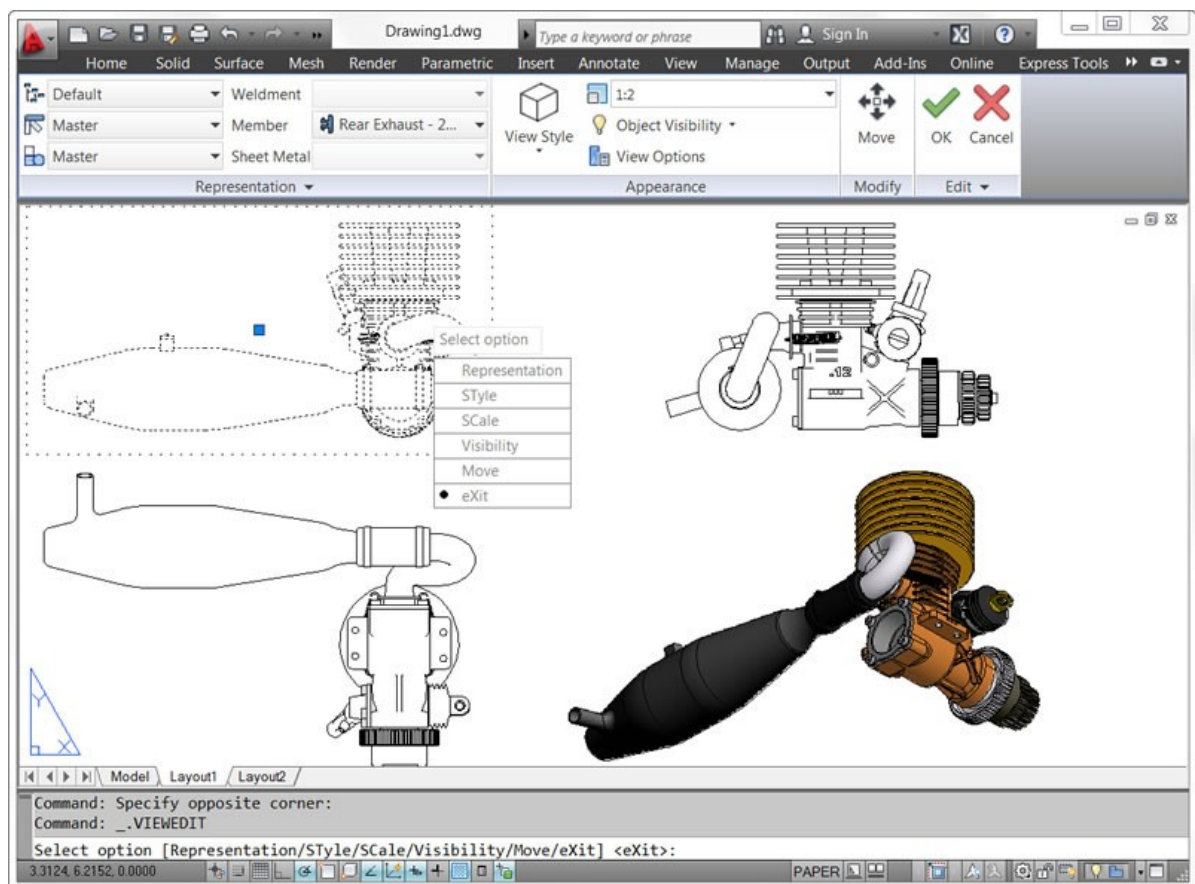 Drawing1.dwg
Type a keyword or phrase
Sign In
Home Solid Surface Mesh Render Parametric Insert Annotate View Manage Output Add-Ins Online Express Tools
Default Weldment
Master Member Rear Exhaust - 2...
Master Sheet Metal
View Style
1:2
Object Visibility
View Options
Move
OK Cancel
Representation Appearance Modify Edit
Select option
Representation
STyle
SCale
Visibility
Move
eXit
.12
Y
X
Model Layout1 Layout2
Command: Specify opposite corner:
Command: _.VIEWEDIT
Select option [Representation/STyle/SCale/Visibility/Move/eXit] <eXit>:
3.3124, 6.2152, 0.0000 PAPER